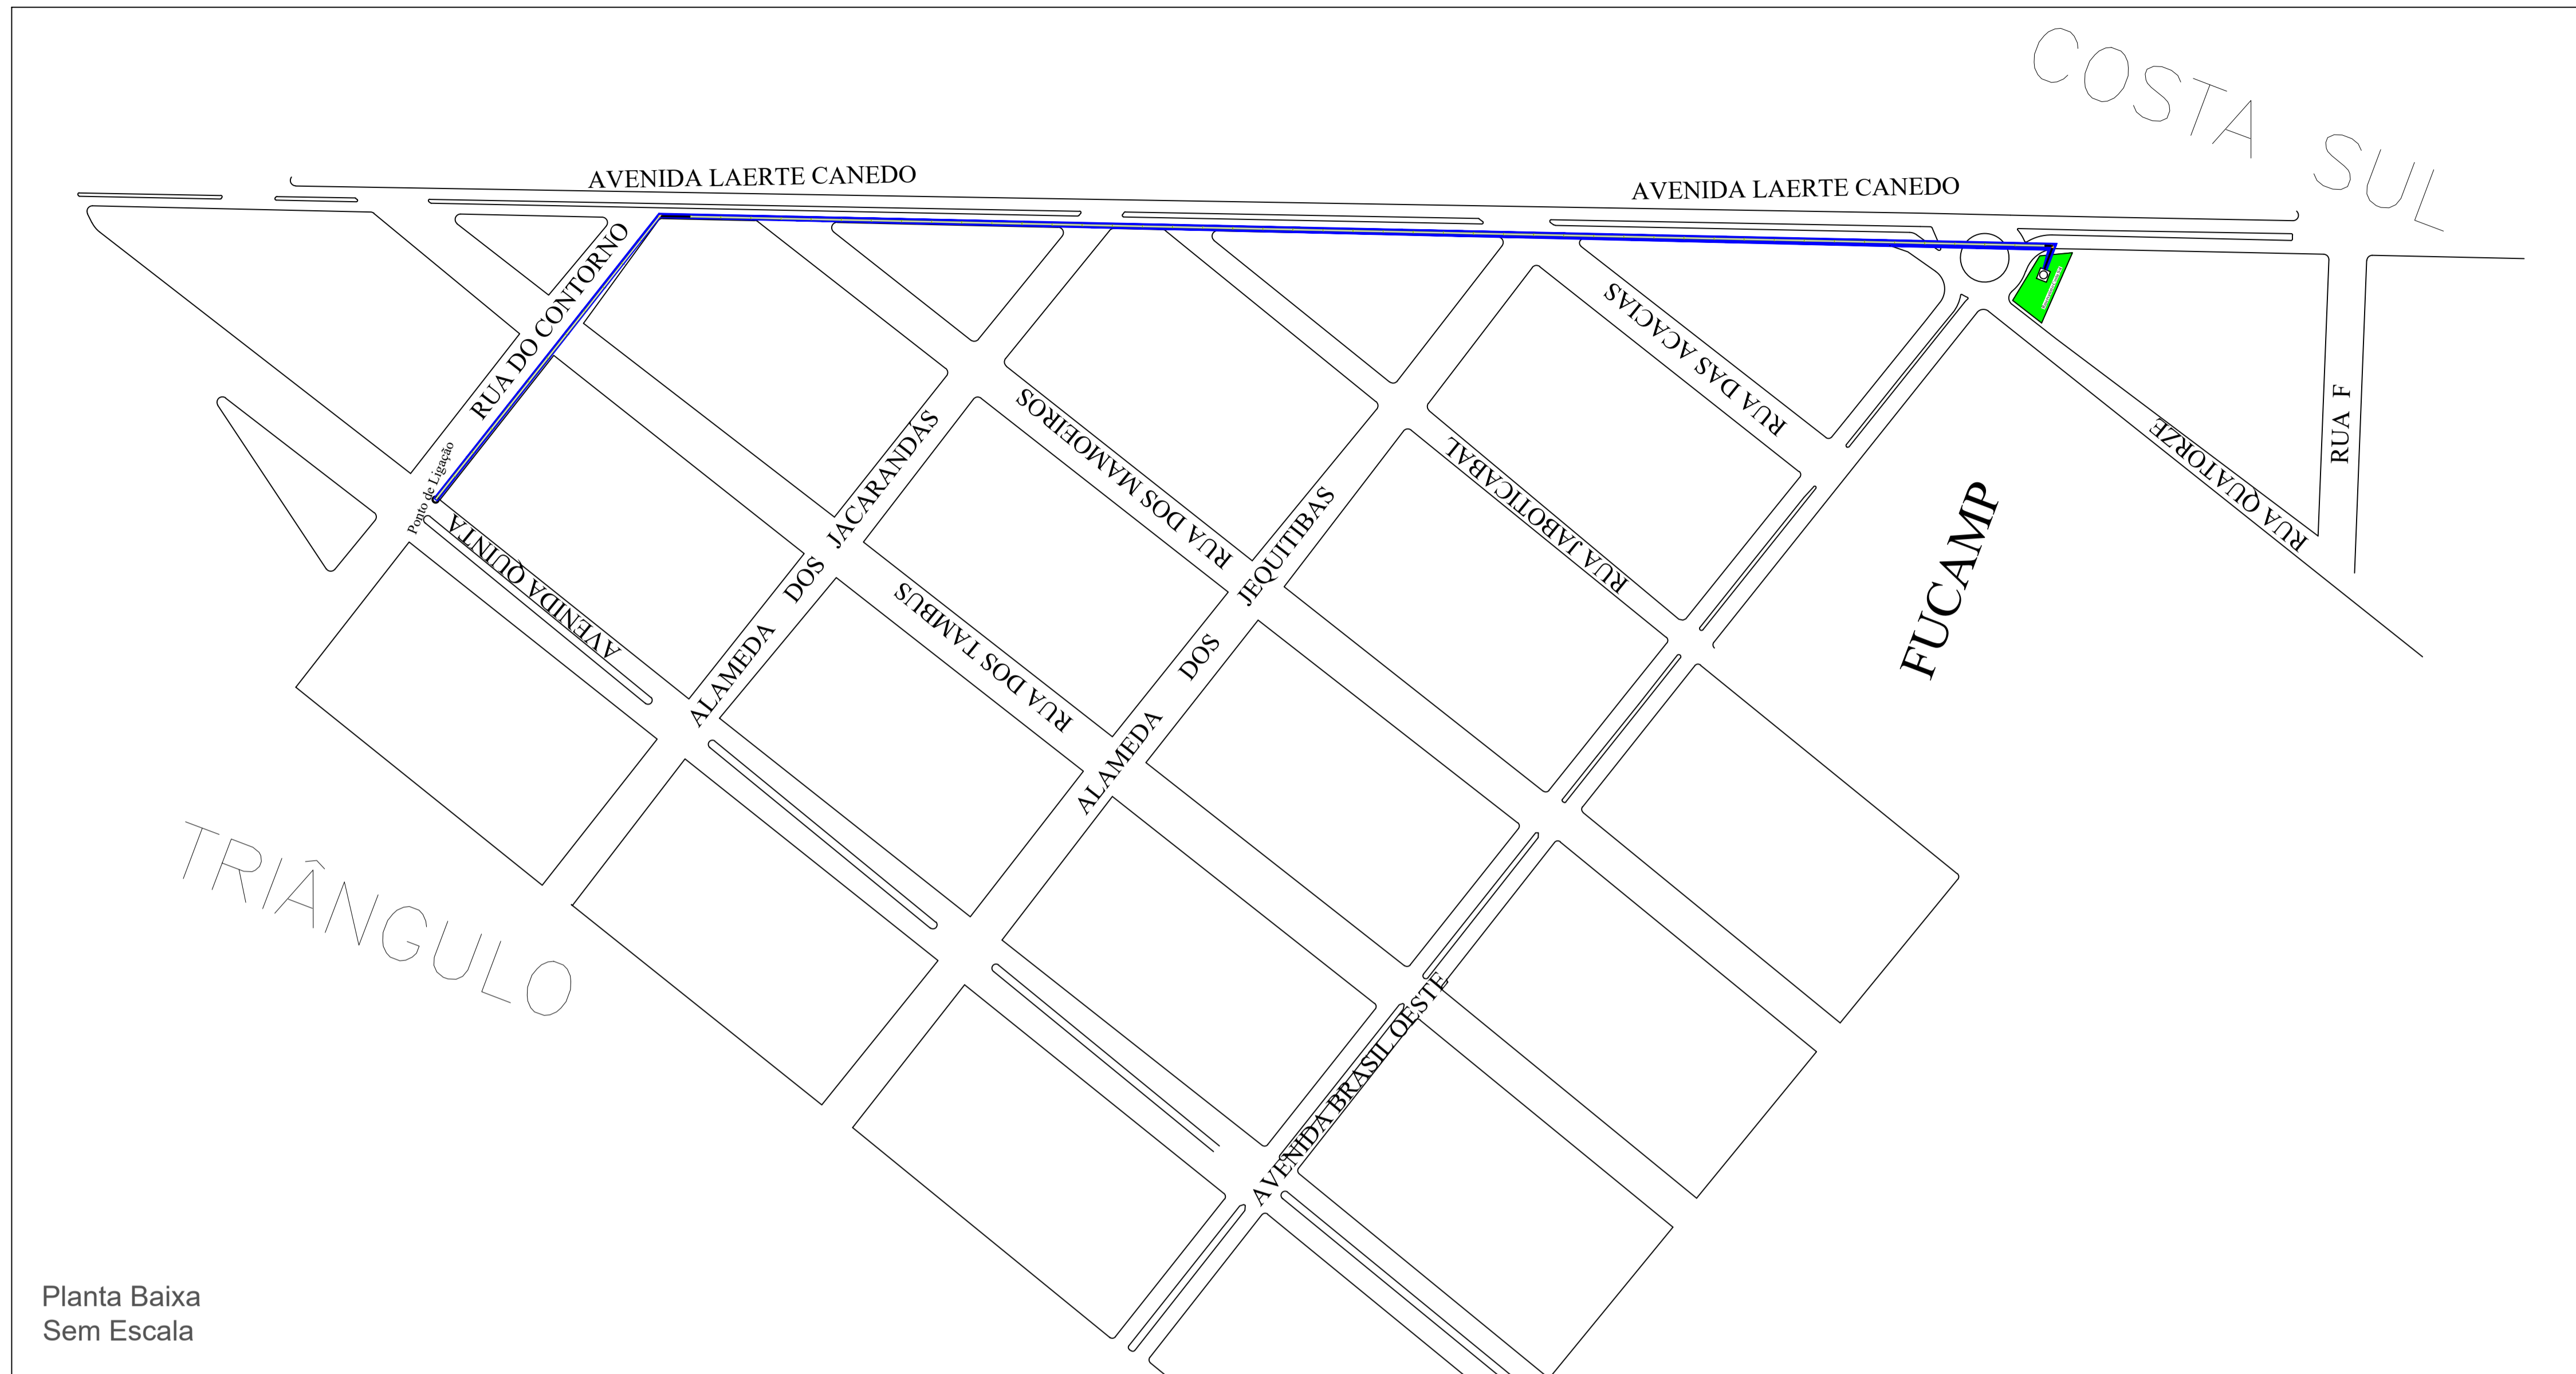 COSTA SUL
AVENIDA LAERTE CANEDO
AVENIDA LAERTE CANEDO
RUA DO CONTORNO
RUA DAS ACACIAS
RUA F
RUA QUATORZE
Ponto de Ligação
AVENIDA QUINTA
ALAMEDA DOS JACARANDÁS
RUA DOS MAMOEIROS
RUA DOS TAMBUS
ALAMEDA DOS JEQUITIBAS
RUA JABOTICABAL
FUCAMP
TRIÂNGULO
AVENIDA BRASIL OESTE
Planta Baixa
Sem Escala